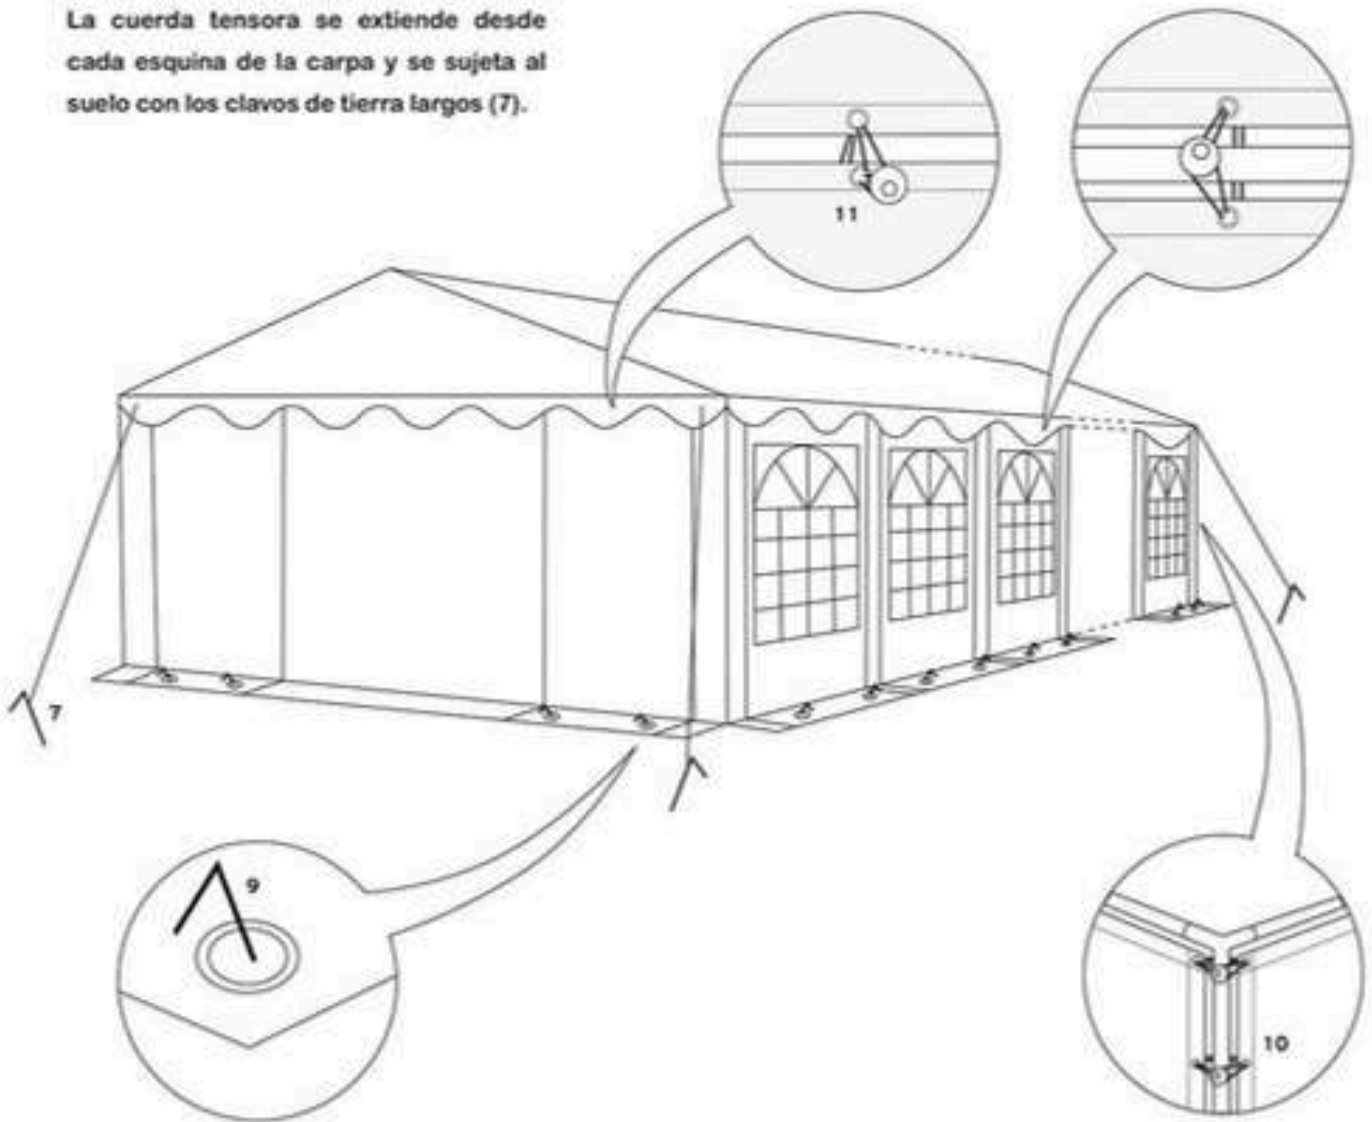 La cuerda tensora se extiende desde
cada esquina de la carpa y se sujeta al
suelo con los clavos de tierra largos (7).
11
7
9
10